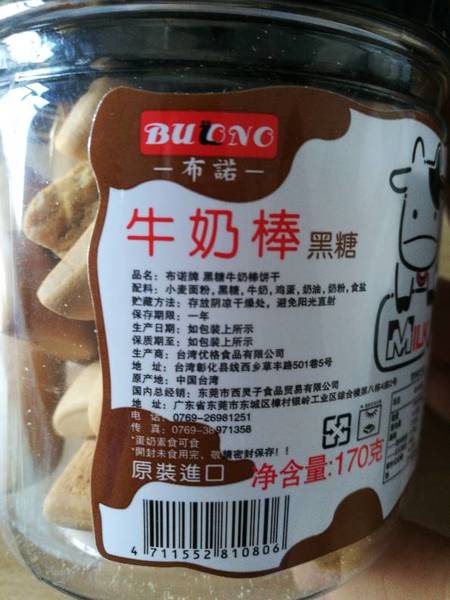 BUONO
布諾
牛奶棒 黑糖
品名：布诺牌 黑糖牛奶棒饼干
配料：小麦面粉,黑糖,牛奶,鸡蛋,奶油,奶粉,食盐
贮藏方法：存放阴凉干燥处，避免阳光直射
保存期限：一年
生产日期：如包装上所示
保质期至：如包装上所示
生产商：台湾优格食品有限公司
地 址：台湾彰化县线西乡草丰路501巷5号
原产地：中国台湾
国内总经销：东莞市西灵子食品贸易有限公司
地 址：广东省东莞市东城区樟村银岭工业区综合楼第八栋4楼
电 话：0769-26981251
传 真：0769-38971358
*蛋奶素食可食
*開封未食用完，敬請密封保存！！
原裝進口
净含量:170克
MILK
4 711552 810806